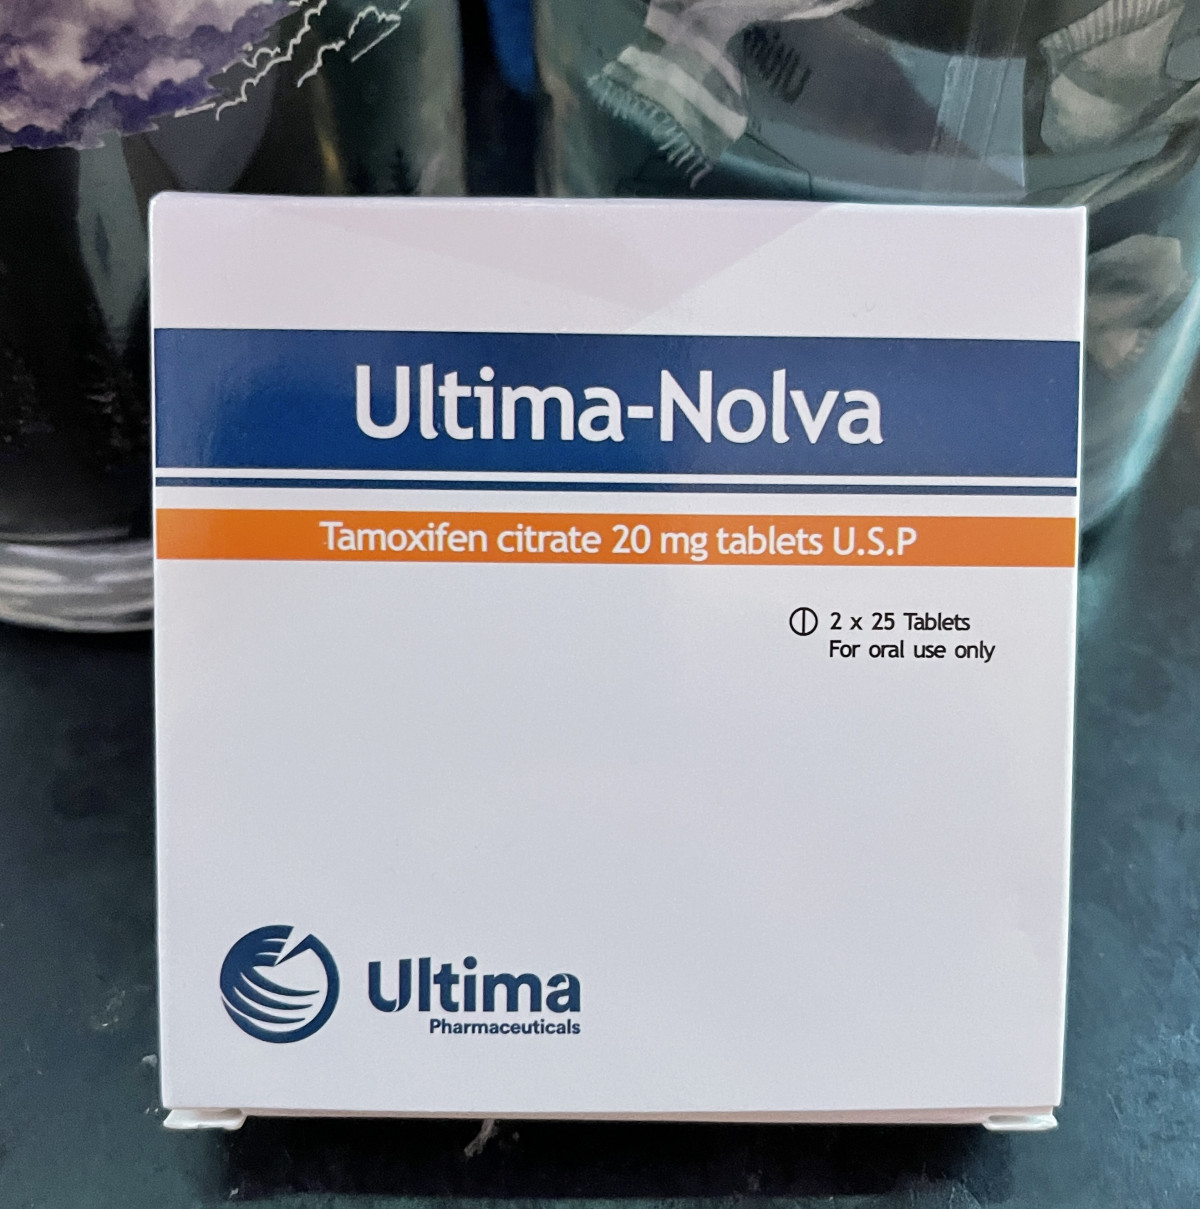 Ultima-Nolva
Tamoxifen citrate 20 mg tablets U.S.P
2 x 25 Tablets
For oral use only
Ultima
Pharmaceuticals